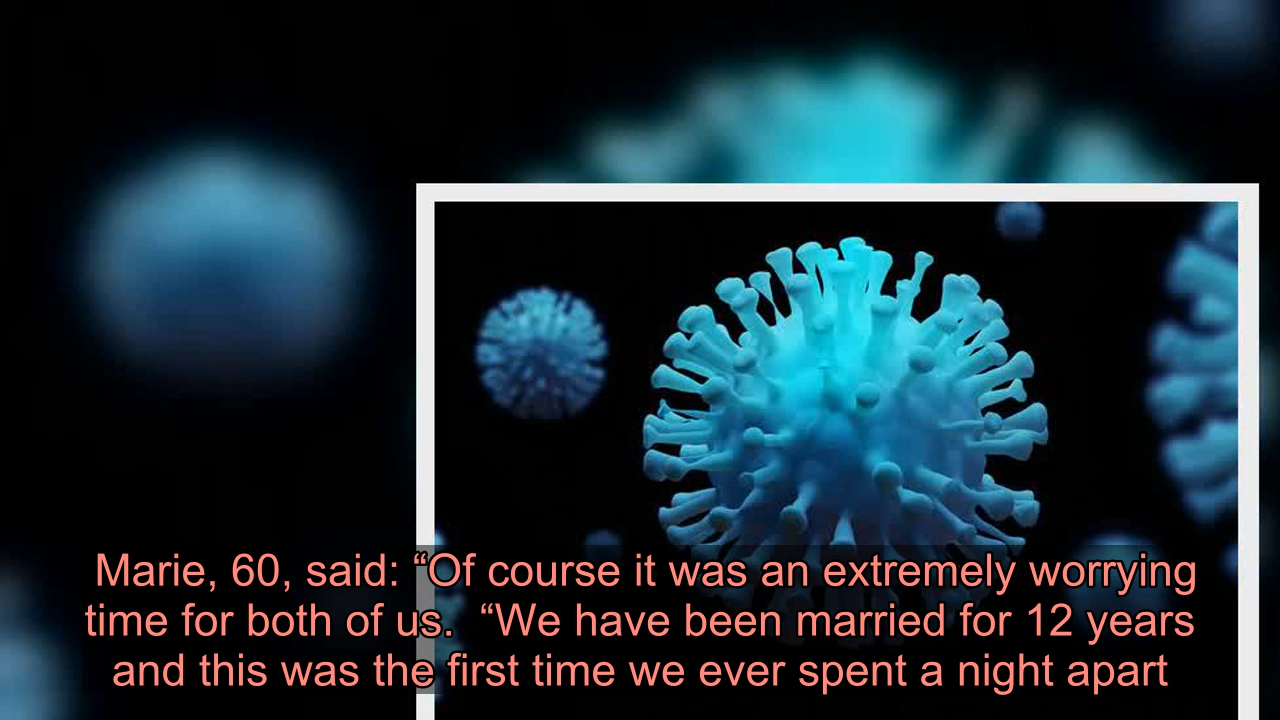 Marie, 60, said: “Of course it was an extremely worrying
time for both of us.  “We have been married for 12 years
and this was the first time we ever spent a night apart